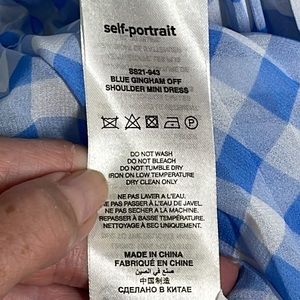 self-portrait
SS21-943
BLUE GINGHAM OFF
SHOULDER MINI DRESS
DO NOT WASH
DO NOT BLEACH
DO NOT TUMBLE DRY
IRON ON LOW TEMPERATURE
DRY CLEAN ONLY
NE PAS LAVER A L'EAU.
NE PAS PASSER A L'EAU DE JAVEL.
NE PAS SECHER A LA MACHINE.
REPASSER À BASSE TEMPÉRATURE.
NETTOYAGE À SEC UNIQUEMENT.
MADE IN CHINA
FABRIQUÉ EN CHINE
صنع في الصين
中国制造
СДЕЛАНО В КИТАЕ